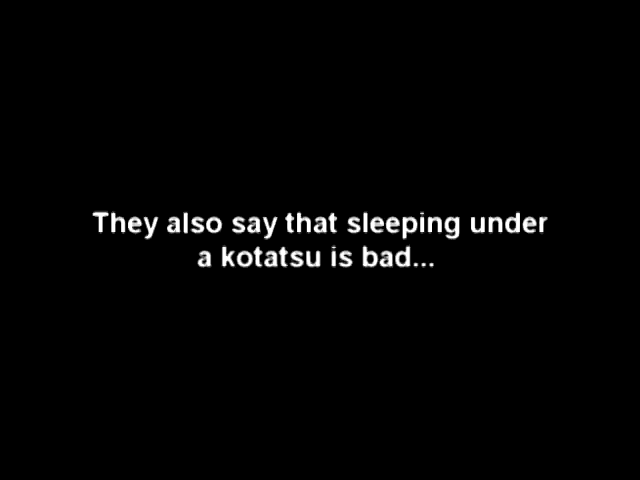 They also say that sleeping under
a kotatsu is bad...